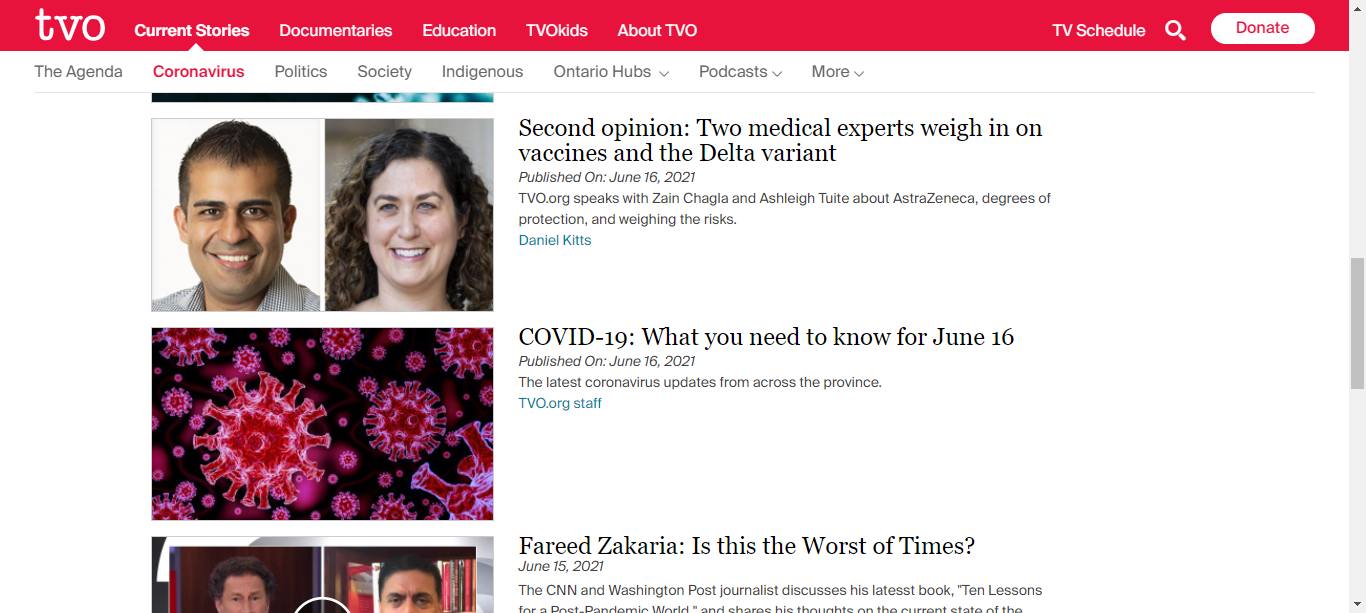 tvo
Current Stories
Documentaries
Education
TVOkids
About TVO
TV Schedule
Donate
The Agenda
Coronavirus
Politics
Society
Indigenous
Ontario Hubs
Podcasts
More
Second opinion: Two medical experts weigh in on
vaccines and the Delta variant
Published On: June 16, 2021
TVO.org speaks with Zain Chagla and Ashleigh Tuite about AstraZeneca, degrees of
protection, and weighing the risks.
Daniel Kitts
COVID-19: What you need to know for June 16
Published On: June 16, 2021
The latest coronavirus updates from across the province.
TVO.org staff
Fareed Zakaria: Is this the Worst of Times?
June 15, 2021
The CNN and Washington Post journalist discusses his latesst book, "Ten Lessons
for a Post-Pandemic World," and shares his thoughts on the current state of the